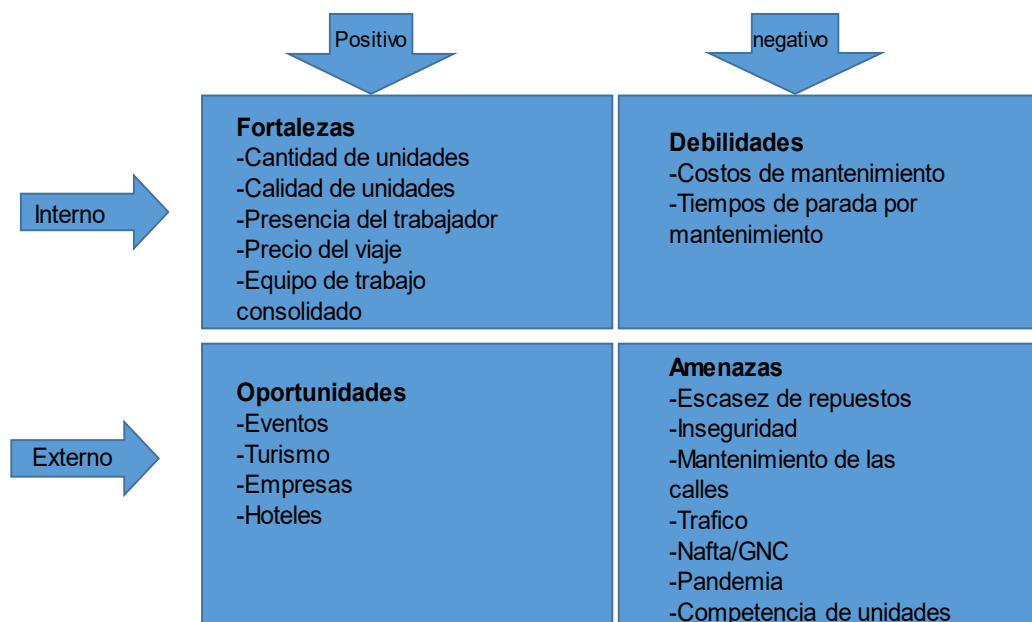 Positivo
negativo
Interno
Fortalezas
-Cantidad de unidades
-Calidad de unidades
-Presencia del trabajador
-Precio del viaje
-Equipo de trabajo
consolidado
Debilidades
-Costos de mantenimiento
-Tiempos de parada por
mantenimiento
Externo
Oportunidades
-Eventos
-Turismo
-Empresas
-Hoteles
Amenazas
-Escasez de repuestos
-Inseguridad
-Mantenimiento de las
calles
-Trafico
-Nafta/GNC
-Pandemia
-Competencia de unidades